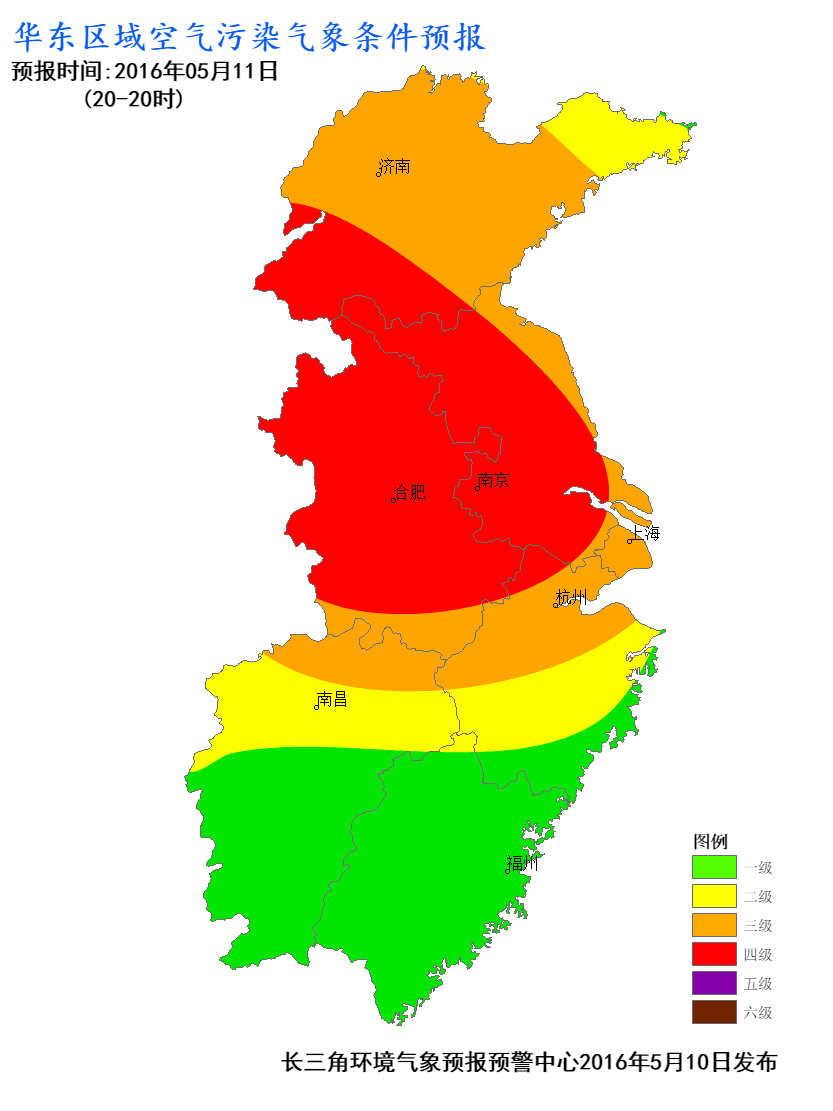 华东区域空气污染气象条件预报
预报时间:2016年05月11日
(20-20时)
济南
南京
合肥
上海
杭州
南昌
福州
图例
一级
二级
三级
四级
五级
六级
长三角环境气象预报预警中心2016年5月10日发布